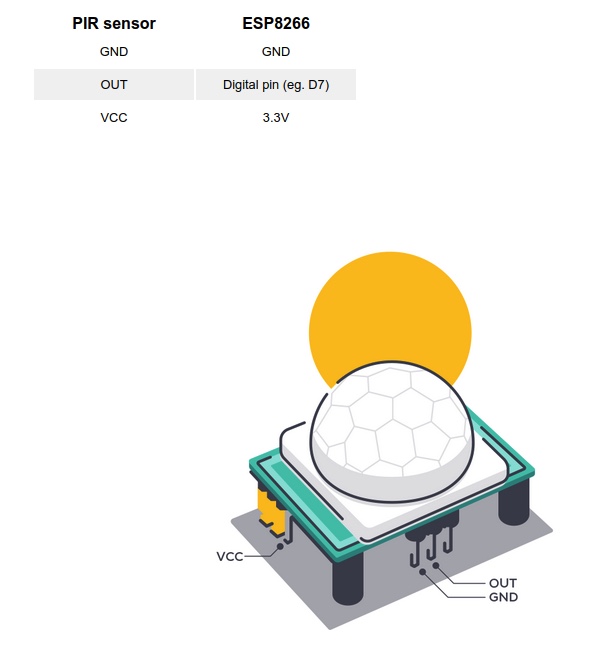 PIR sensor ESP8266
GND GND
OUT Digital pin (eg. D7)
VCC 3.3V
VCC
OUT
GND